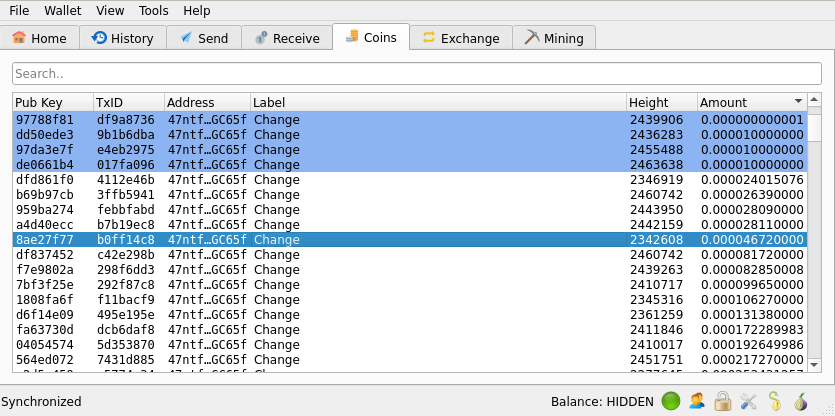 File Wallet View Tools Help
Home History Send Receive Coins Exchange Mining
Search..
Pub Key TxID Address Label Height Amount
97788f81 df9a8736 47ntf…GC65f Change 2439906 0.000000000001
dd50ede3 9b1b6dba 47ntf…GC65f Change 2436283 0.000010000000
97da3e7f e4eb2975 47ntf…GC65f Change 2455488 0.000010000000
de0661b4 017fa096 47ntf…GC65f Change 2463638 0.000010000000
dfd861f0 4112e46b 47ntf…GC65f Change 2346919 0.000024015076
b69b97cb 3ffb5941 47ntf…GC65f Change 2460742 0.000026390000
959ba274 febbfabd 47ntf…GC65f Change 2443950 0.000028090000
a4d40ecc b7b19ec8 47ntf…GC65f Change 2442159 0.000028110000
8ae27f77 b0ff14c8 47ntf…GC65f Change 2342608 0.000046720000
df837452 c42e298b 47ntf…GC65f Change 2460742 0.000081720000
f7e9802a 298f6dd3 47ntf…GC65f Change 2439263 0.000082850008
7bf3f25e 292f87c8 47ntf…GC65f Change 2410717 0.000099650000
1808fa6f f11bacf9 47ntf…GC65f Change 2345316 0.000106270000
d6f14e09 495e195e 47ntf…GC65f Change 2361259 0.000131380000
fa63730d dcb6daf8 47ntf…GC65f Change 2411846 0.000172289983
04054574 5d353870 47ntf…GC65f Change 2410017 0.000192649986
564ed072 7431d885 47ntf…GC65f Change 2451751 0.000217270000
Synchronized Balance: HIDDEN